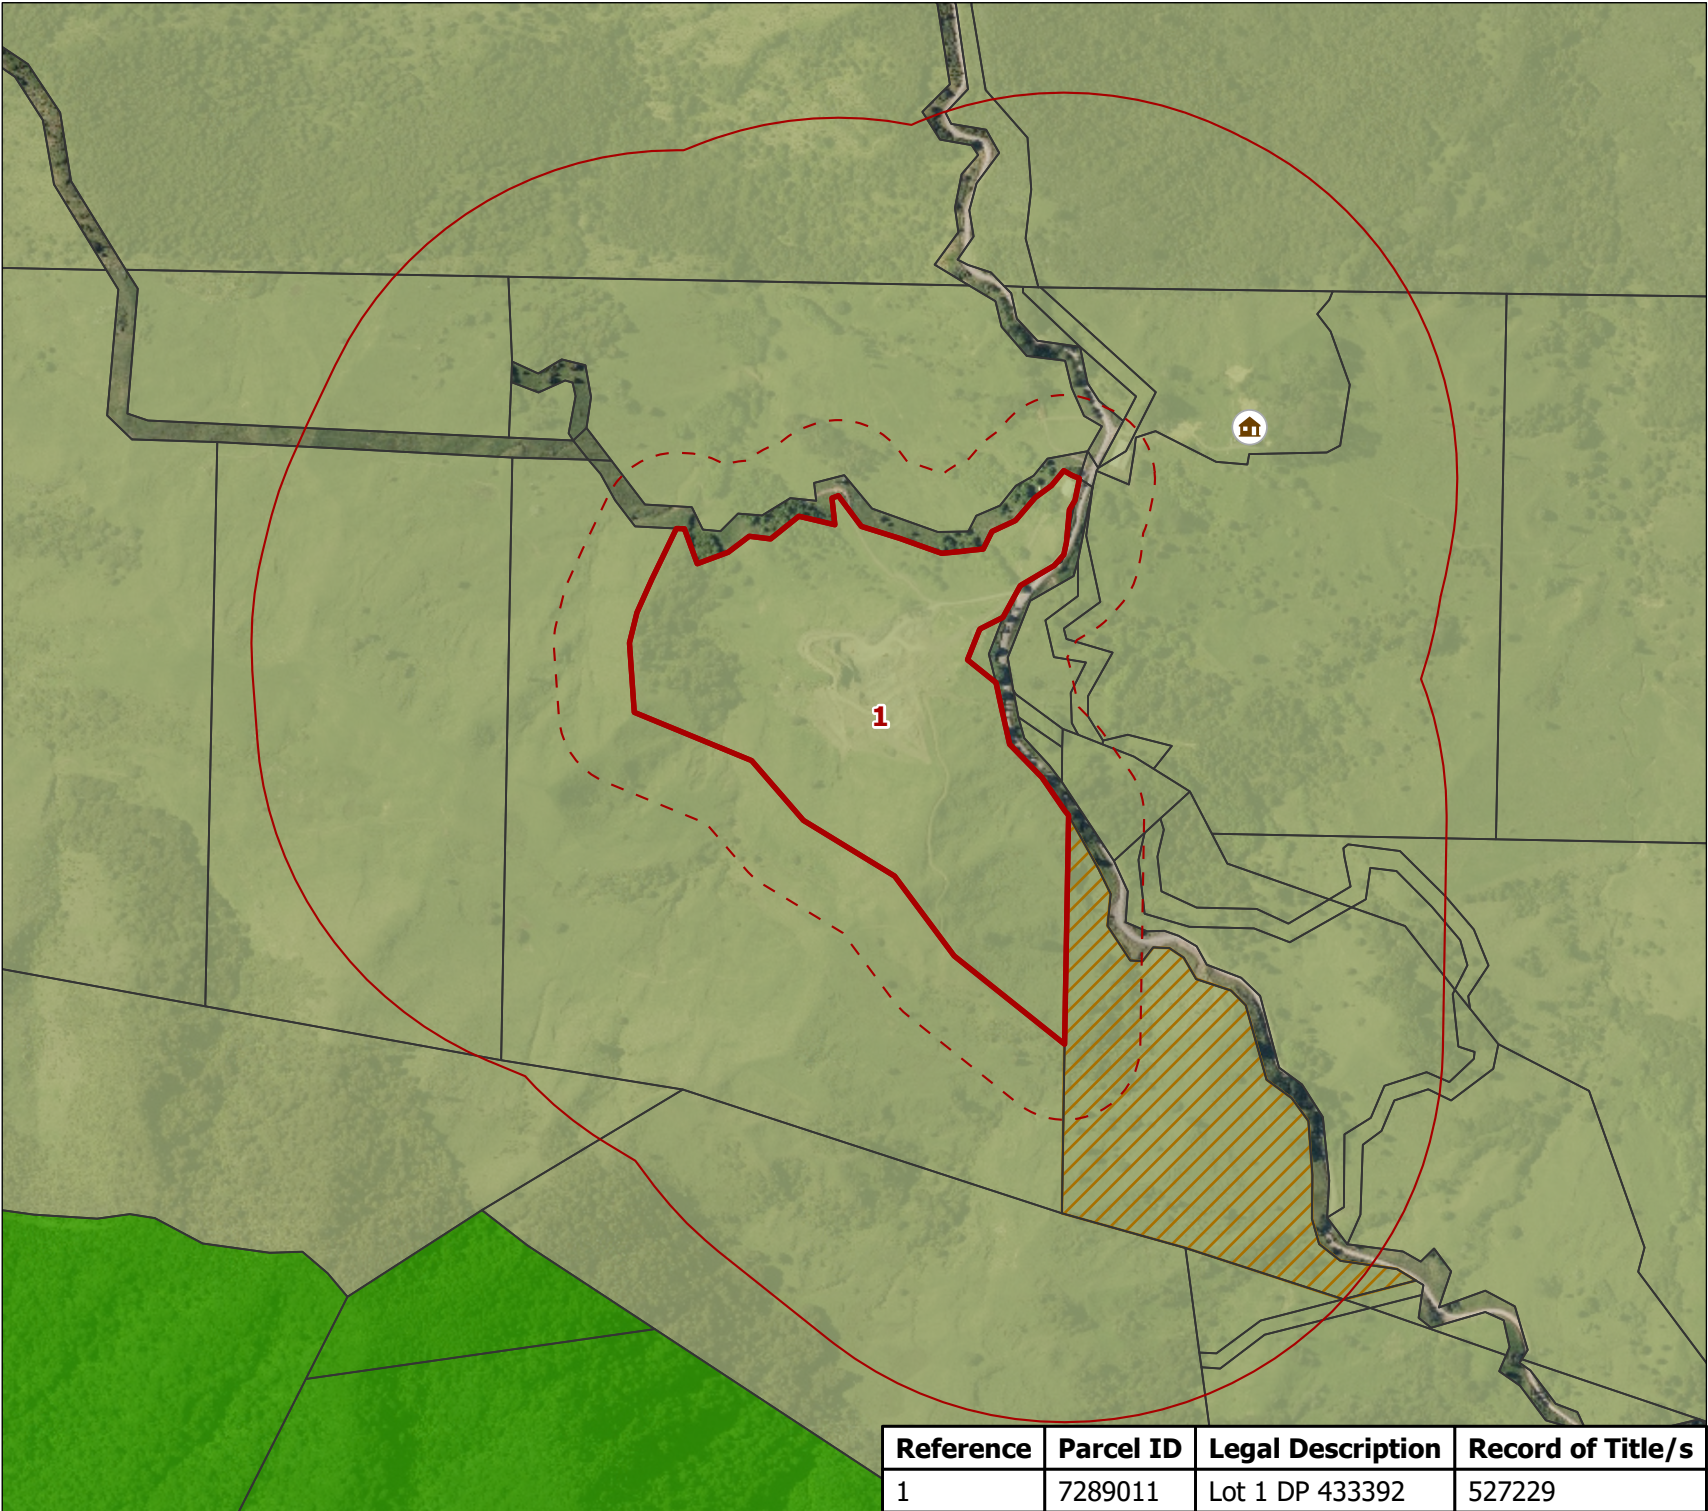 1
Reference Parcel ID Legal Description Record of Title/s
1 7289011 Lot 1 DP 433392 527229